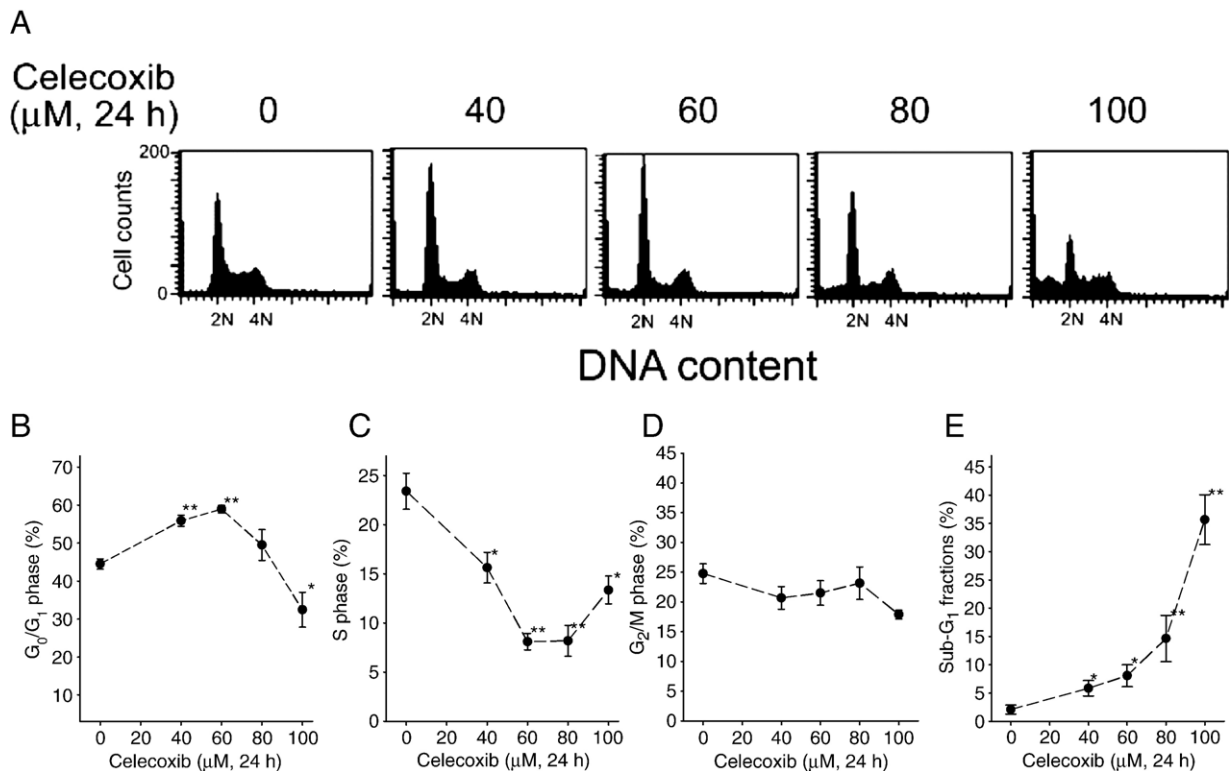 A
Celecoxib
(μM, 24 h) 0 40 60 80 100
200
Cell counts
0
2N 4N 2N 4N 2N 4N 2N 4N 2N 4N
DNA content
B
70
60
50
40
30
20
10
G0/G1 phase (%)
** ** *
0 20 40 60 80 100
Celecoxib (μM, 24 h)
C
25
20
15
10
5
0
S phase (%)
* ** ** *
0 20 40 60 80 100
Celecoxib (μM, 24 h)
D
45
40
35
30
25
20
15
10
5
0
G2/M phase (%)
0 20 40 60 80 100
Celecoxib (μM, 24 h)
E
45
40
35
30
25
20
15
10
5
0
Sub-G1 fractions (%)
* * ** **
0 20 40 60 80 100
Celecoxib (μM, 24 h)